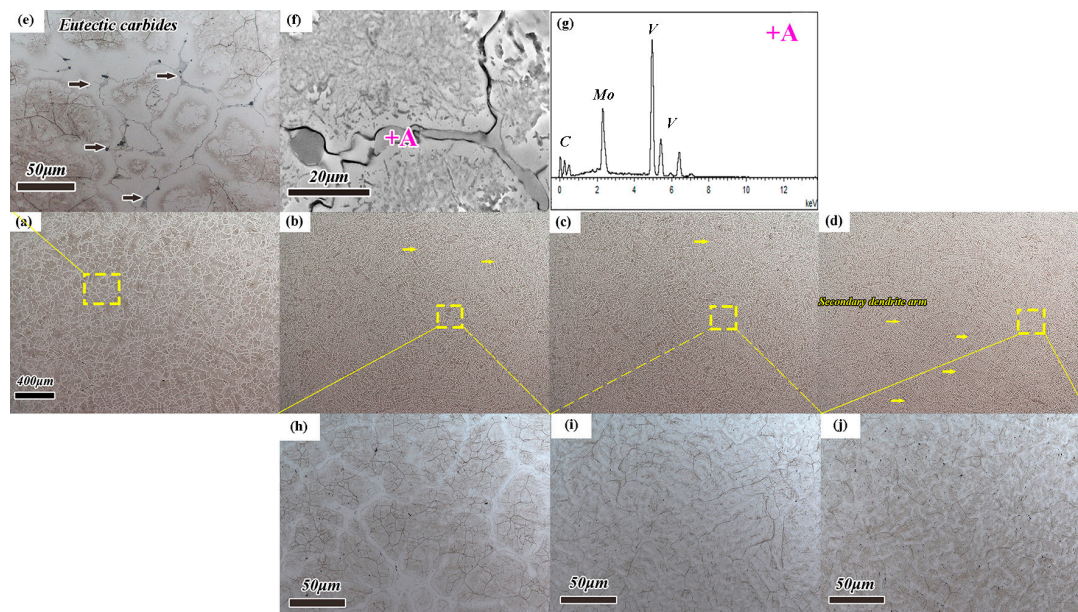 (e)
Eutectic carbides
50μm
(f)
+A
20μm
(g)
+A
V
Mo
V
C
0 2 4 6 8 10 12
keV
(a)
400μm
(b)
(c)
(d)
Secondary dendrite arm
(h)
50μm
(i)
50μm
(j)
50μm